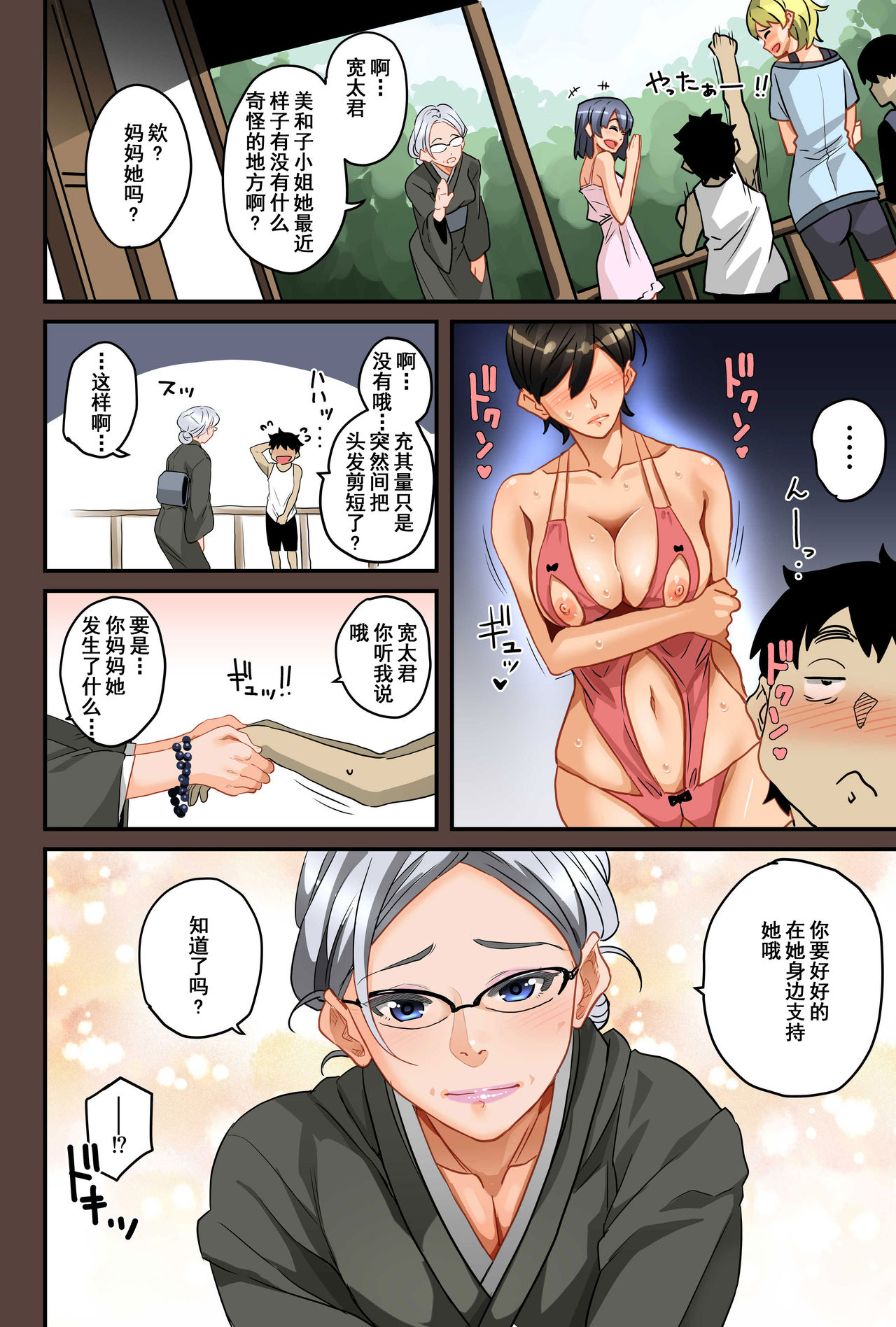 やったぁー!!
啊…
宽太君
美和子小姐她最近
样子有没有什么
奇怪的地方啊？
欸？
妈妈她吗？
……
んーっ
ドクン♥
ドクン♥
ドクン♥
ギュッ♥
啊…
没有哦…
充其量只是
突然间把
头发剪短了？
ハハッ…
スッ
…这样啊…
宽太君
你听我说
哦
ギュッ!!
要是…
你妈妈她
发生了什么…
你要好好的
在她身边支持
她哦
知道了吗？
―!?
ドキッ